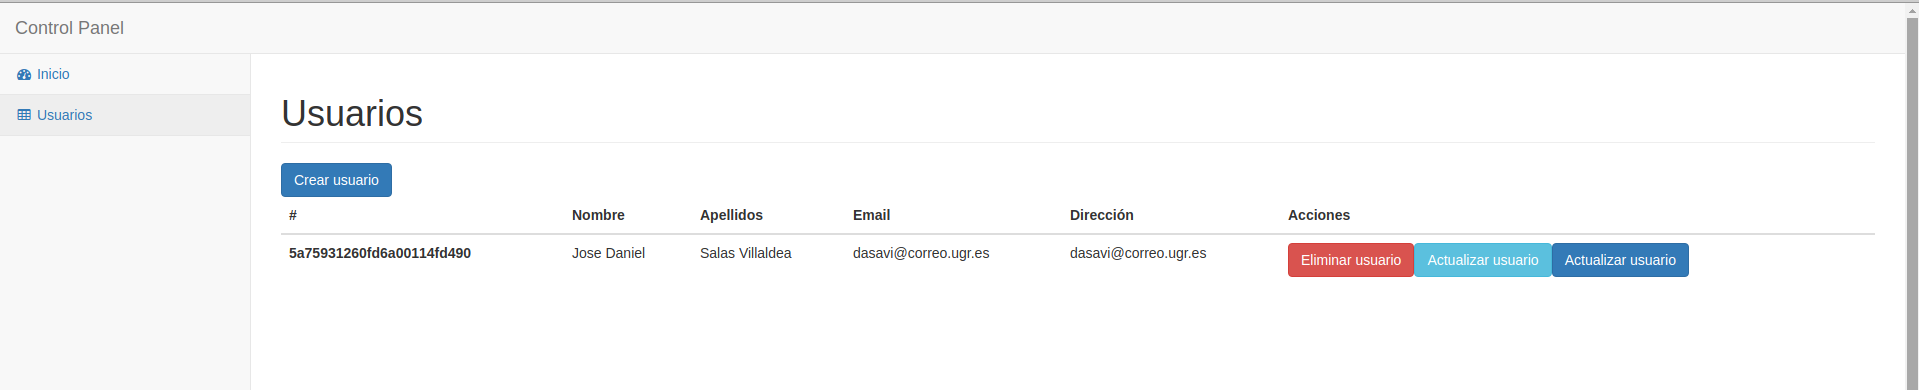 Control Panel
Inicio
Usuarios
Usuarios
Crear usuario
# Nombre Apellidos Email Dirección Acciones
5a75931260fd6a00114fd490 Jose Daniel Salas Villaldea dasavi@correo.ugr.es dasavi@correo.ugr.es Eliminar usuario Actualizar usuario Actualizar usuario